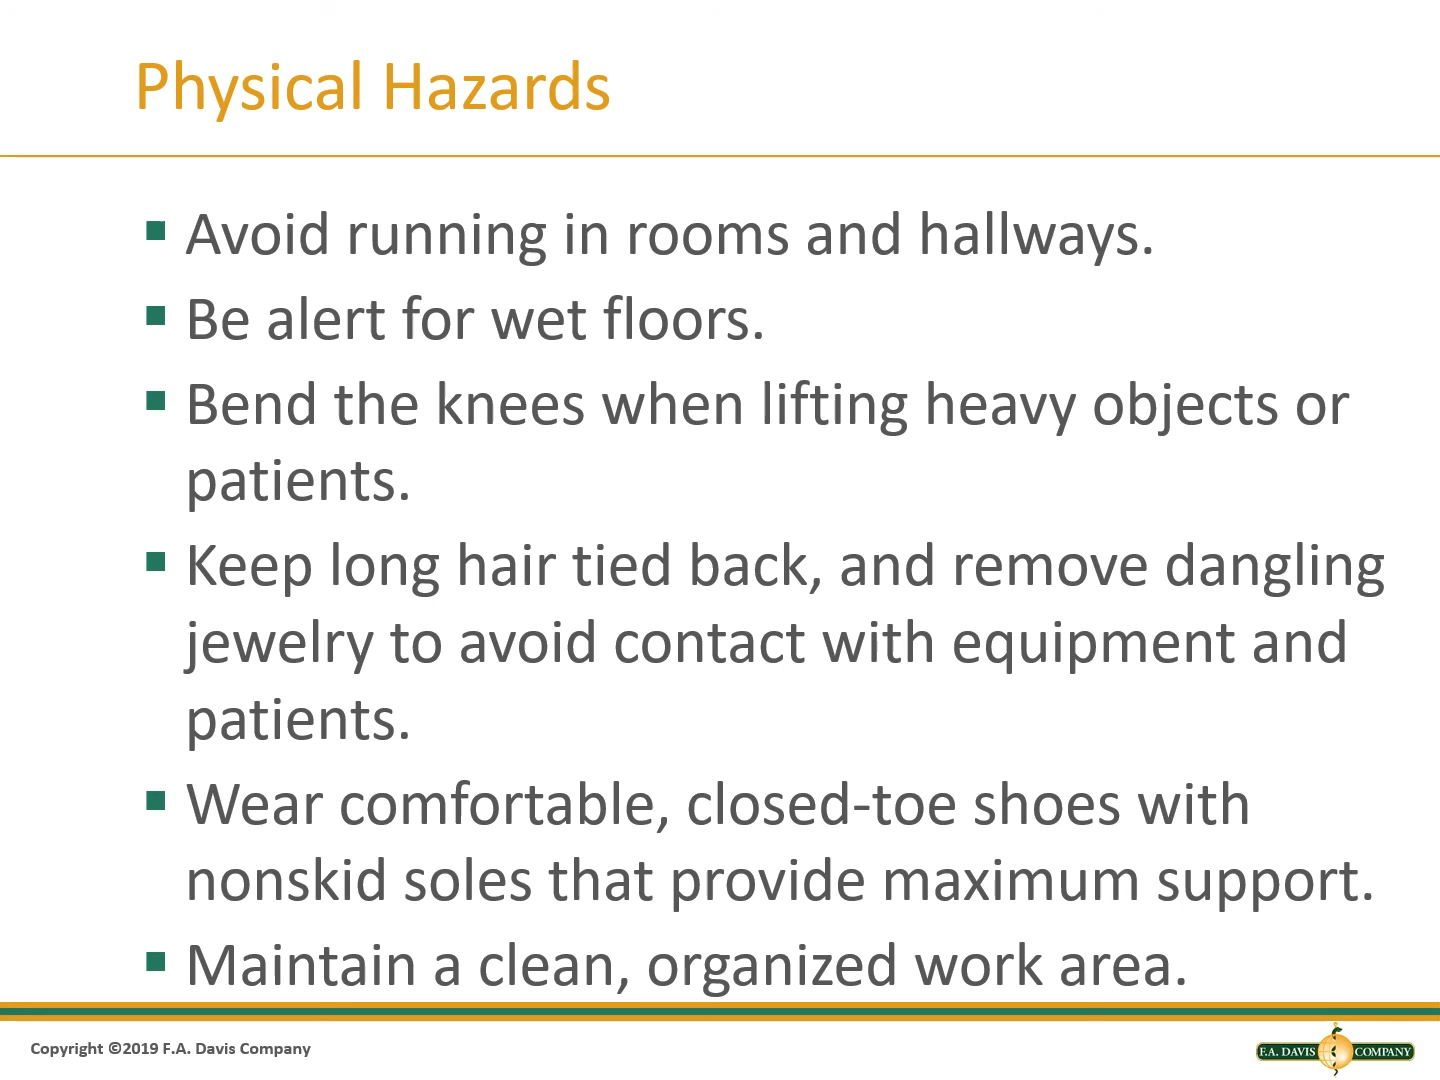 Physical Hazards
▪ Avoid running in rooms and hallways.
▪ Be alert for wet floors.
▪ Bend the knees when lifting heavy objects or
patients.
▪ Keep long hair tied back, and remove dangling
jewelry to avoid contact with equipment and
patients.
▪ Wear comfortable, closed-toe shoes with
nonskid soles that provide maximum support.
▪ Maintain a clean, organized work area.
Copyright ©2019 F.A. Davis Company
F.A. DAVIS COMPANY